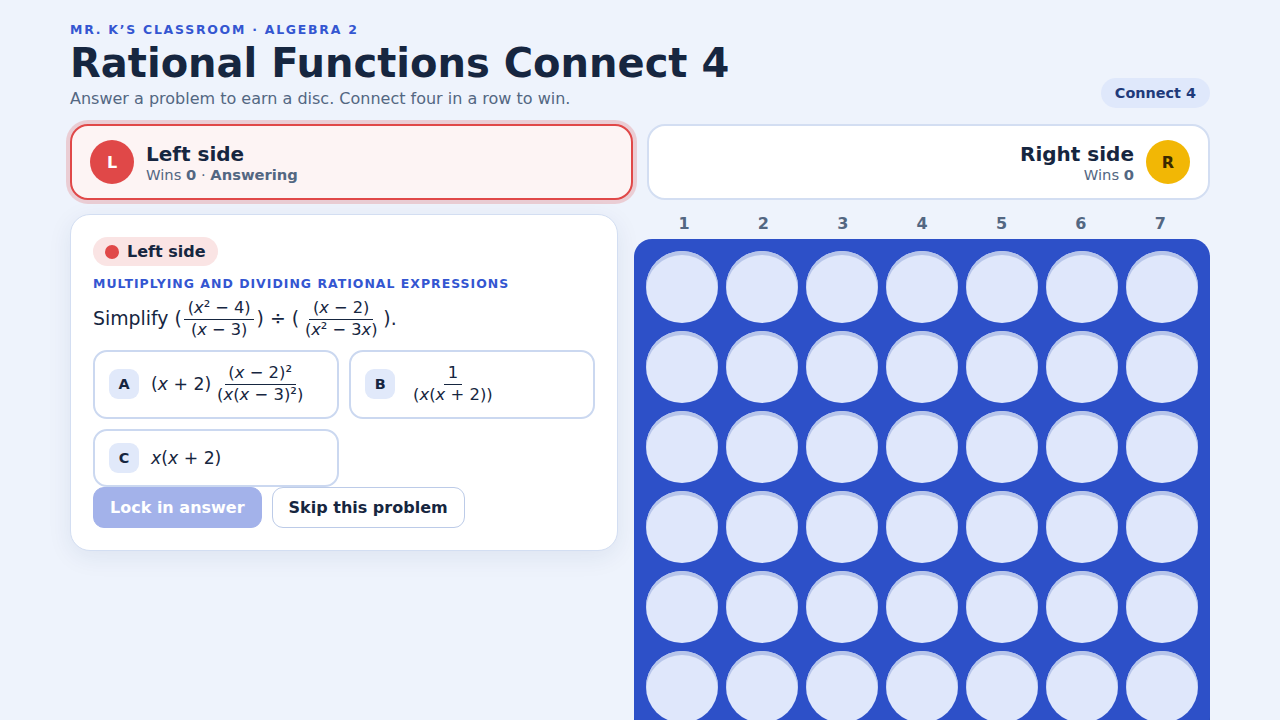 MR. K’S CLASSROOM · ALGEBRA 2
Rational Functions Connect 4
Answer a problem to earn a disc. Connect four in a row to win.
Connect 4
L
Left side
Wins 0 · Answering
Right side
Wins 0
R
Left side
MULTIPLYING AND DIVIDING RATIONAL EXPRESSIONS
Simplify ((x² − 4)/(x − 3)) ÷ ((x − 2)/(x² − 3x)).
A (x + 2) (x − 2)²/(x(x − 3)²)
B 1/(x(x + 2))
C x(x + 2)
Lock in answer
Skip this problem
1 2 3 4 5 6 7